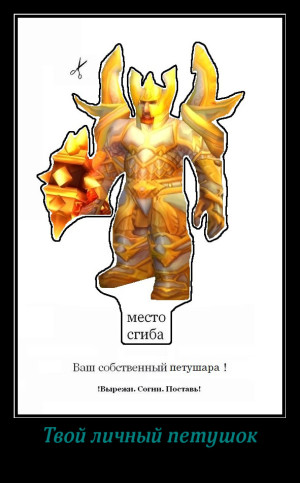 место
сгиба
Ваш собственный петушара !
!Вырежи. Согни. Поставь!
Твой личный петушок